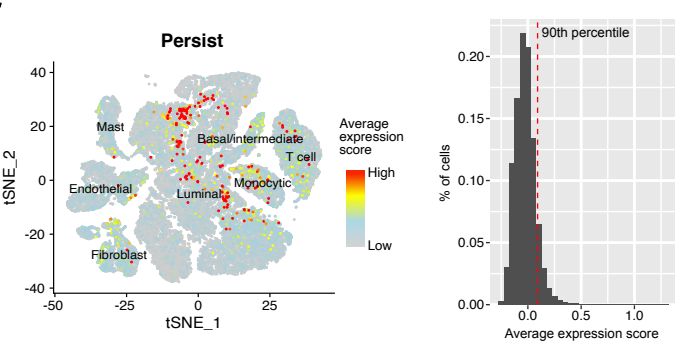 Persist
40
20
0
-20
-40
-50
-25
0
25
tSNE_2
tSNE_1
Mast
Basal/intermediate
T cell
Endothelial
Luminal
Monocytic
Fibroblast
Average
expression
score
High
Low
90th percentile
0.20
0.15
0.10
0.05
0.00
% of cells
0.0
0.5
1.0
Average expression score